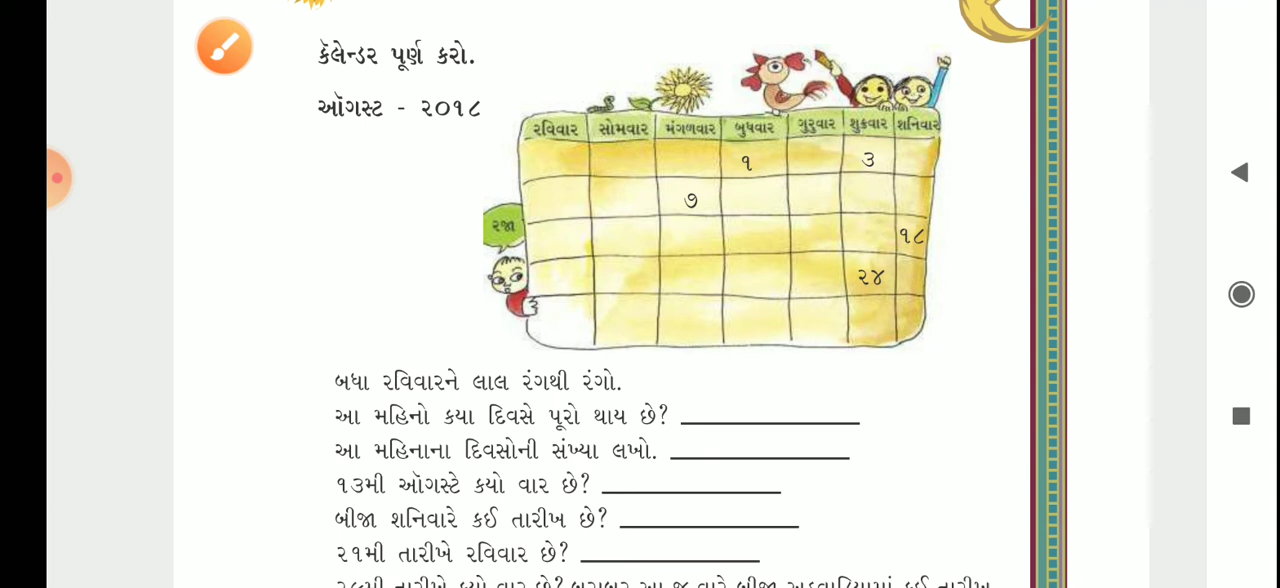 કૅલેન્ડર પૂર્ણ કરો.
ઑગસ્ટ - ૨૦૧૮
રવિવાર સોમવાર મંગળવાર બુધવાર ગુરુવાર શુક્રવાર શનિવાર
૧ ૩
૭
રજા
૧૮
૨૪
બધા રવિવારને લાલ રંગથી રંગો.
આ મહિનો કયા દિવસે પૂરો થાય છે?
આ મહિનાના દિવસોની સંખ્યા લખો.
૧૩મી ઑગસ્ટે કયો વાર છે?
બીજા શનિવારે કઈ તારીખ છે?
૨૧મી તારીખે રવિવાર છે?